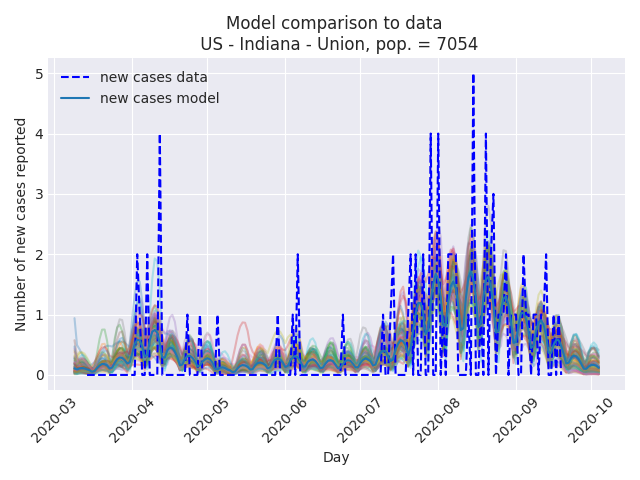 Model comparison to data
US - Indiana - Union, pop. = 7054
new cases data
new cases model
Number of new cases reported
5
4
3
2
1
0
2020-03
2020-04
2020-05
2020-06
2020-07
2020-08
2020-09
2020-10
Day